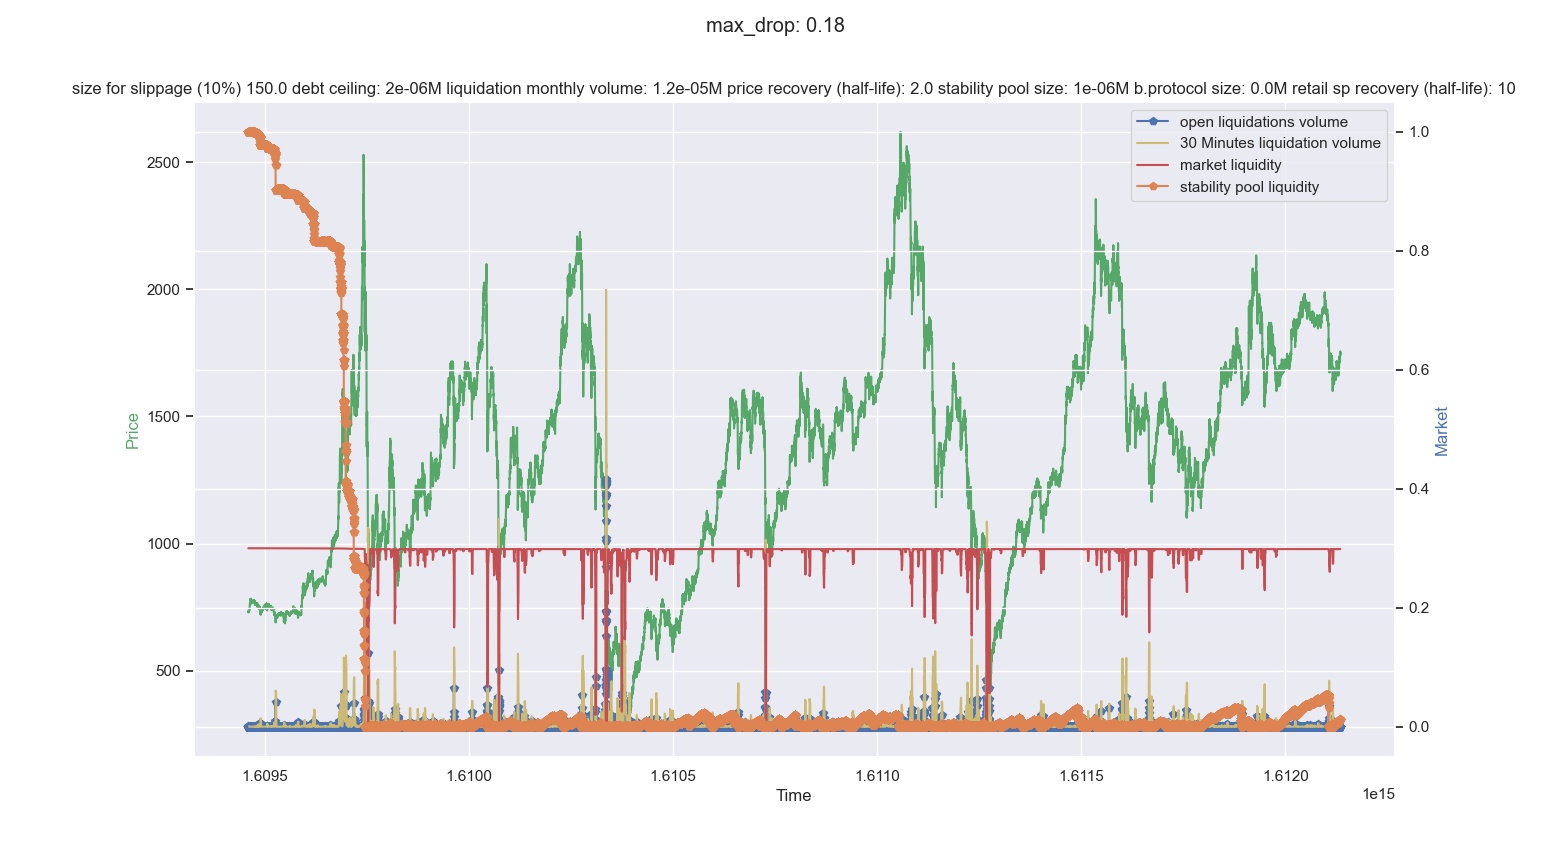 max_drop: 0.18
size for slippage (10%) 150.0 debt ceiling: 2e-06M liquidation monthly volume: 1.2e-05M price recovery (half-life): 2.0 stability pool size: 1e-06M b.protocol size: 0.0M retail sp recovery (half-life): 10
open liquidations volume
30 Minutes liquidation volume
market liquidity
stability pool liquidity
2500
2000
1500
1000
500
Price
1.0
0.8
0.6
0.4
0.2
0.0
Market
1.6095 1.6100 1.6105 1.6110 1.6115 1.6120
1e15
Time